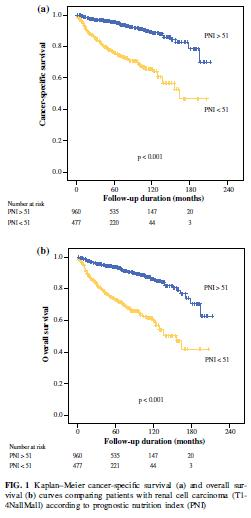 (a)
1.0
0.8
0.6
0.4
0.2
0.0
Cancer-specific survival
PNI > 51
PNI < 51
p < 0.001
0 60 120 180 240
Follow-up duration (months)
Number at risk
PNI > 51 960 535 147 20
PNI < 51 477 220 44 3
(b)
1.0
0.8
0.6
0.4
0.2
0.0
Overall survival
PNI > 51
PNI < 51
p < 0.001
0 60 120 180 240
Follow-up duration (months)
Number at risk
PNI > 51 960 535 147 20
PNI < 51 477 221 44 3
FIG. 1 Kaplan–Meier cancer-specific survival (a) and overall sur-
vival (b) curves comparing patients with renal cell carcinoma (T1-
4NallMall) according to prognostic nutrition index (PNI)